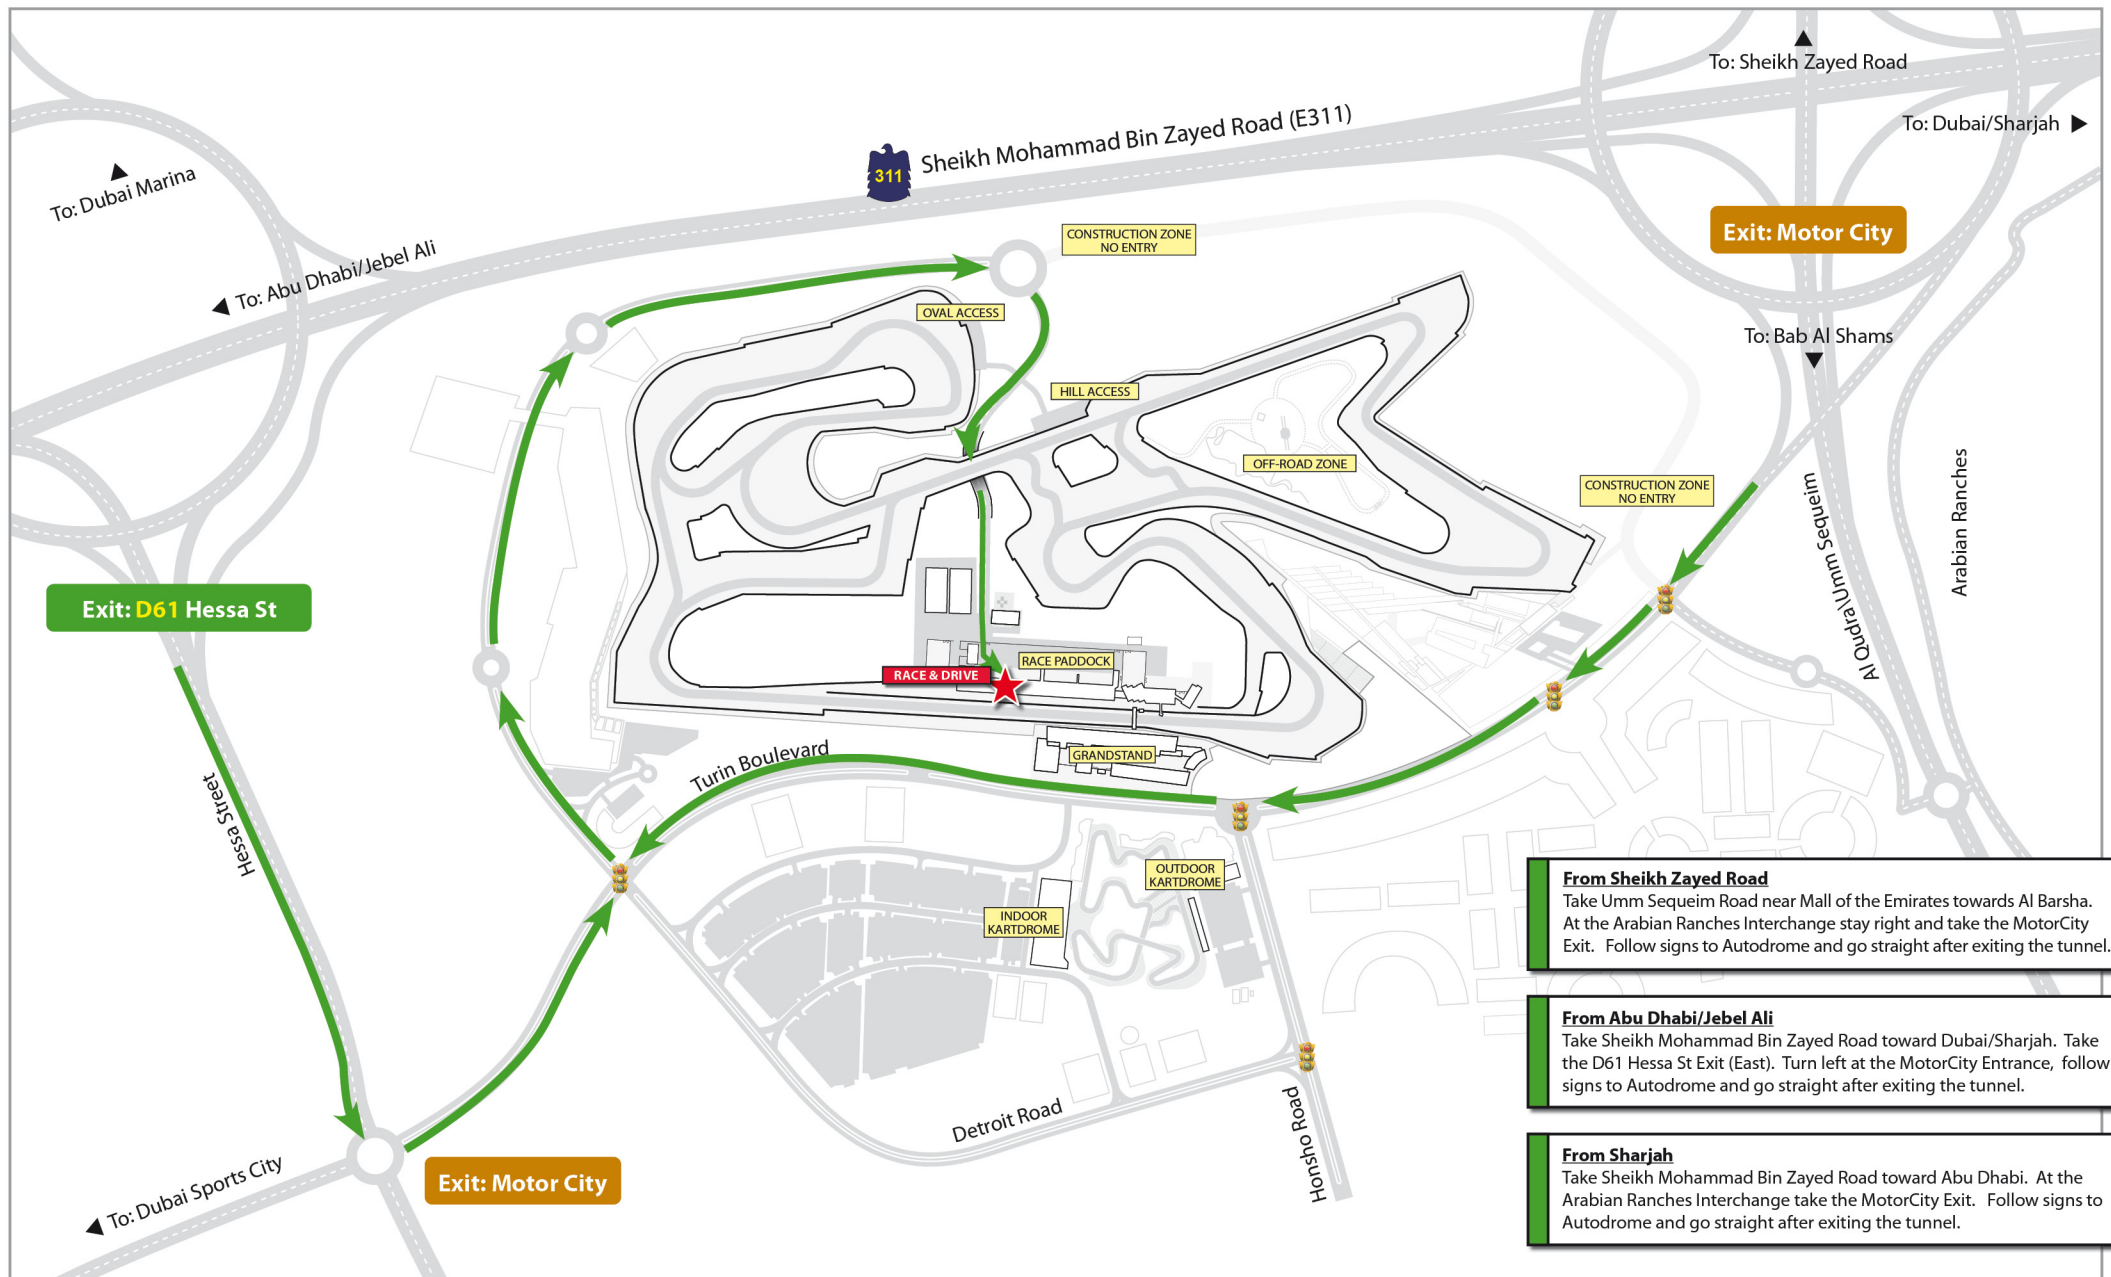 To: Sheikh Zayed Road
To: Dubai/Sharjah
Sheikh Mohammad Bin Zayed Road (E311)
311
To: Dubai Marina
To: Abu Dhabi/Jebel Ali
Exit: Motor City
CONSTRUCTION ZONE
NO ENTRY
OVAL ACCESS
To: Bab Al Shams
HILL ACCESS
OFF-ROAD ZONE
CONSTRUCTION ZONE
NO ENTRY
Al Qudra\Umm Sequeim
Arabian Ranches
Exit: D61 Hessa St
RACE PADDOCK
RACE & DRIVE
GRANDSTAND
Turin Boulevard
Hessa Street
OUTDOOR
KARTDROME
INDOOR
KARTDROME
Detroit Road
Honsho Road
Exit: Motor City
To: Dubai Sports City
From Sheikh Zayed Road
Take Umm Sequeim Road near Mall of the Emirates towards Al Barsha.
At the Arabian Ranches Interchange stay right and take the MotorCity
Exit. Follow signs to Autodrome and go straight after exiting the tunnel.
From Abu Dhabi/Jebel Ali
Take Sheikh Mohammad Bin Zayed Road toward Dubai/Sharjah. Take
the D61 Hessa St Exit (East). Turn left at the MotorCity Entrance, follow
signs to Autodrome and go straight after exiting the tunnel.
From Sharjah
Take Sheikh Mohammad Bin Zayed Road toward Abu Dhabi. At the
Arabian Ranches Interchange take the MotorCity Exit. Follow signs to
Autodrome and go straight after exiting the tunnel.